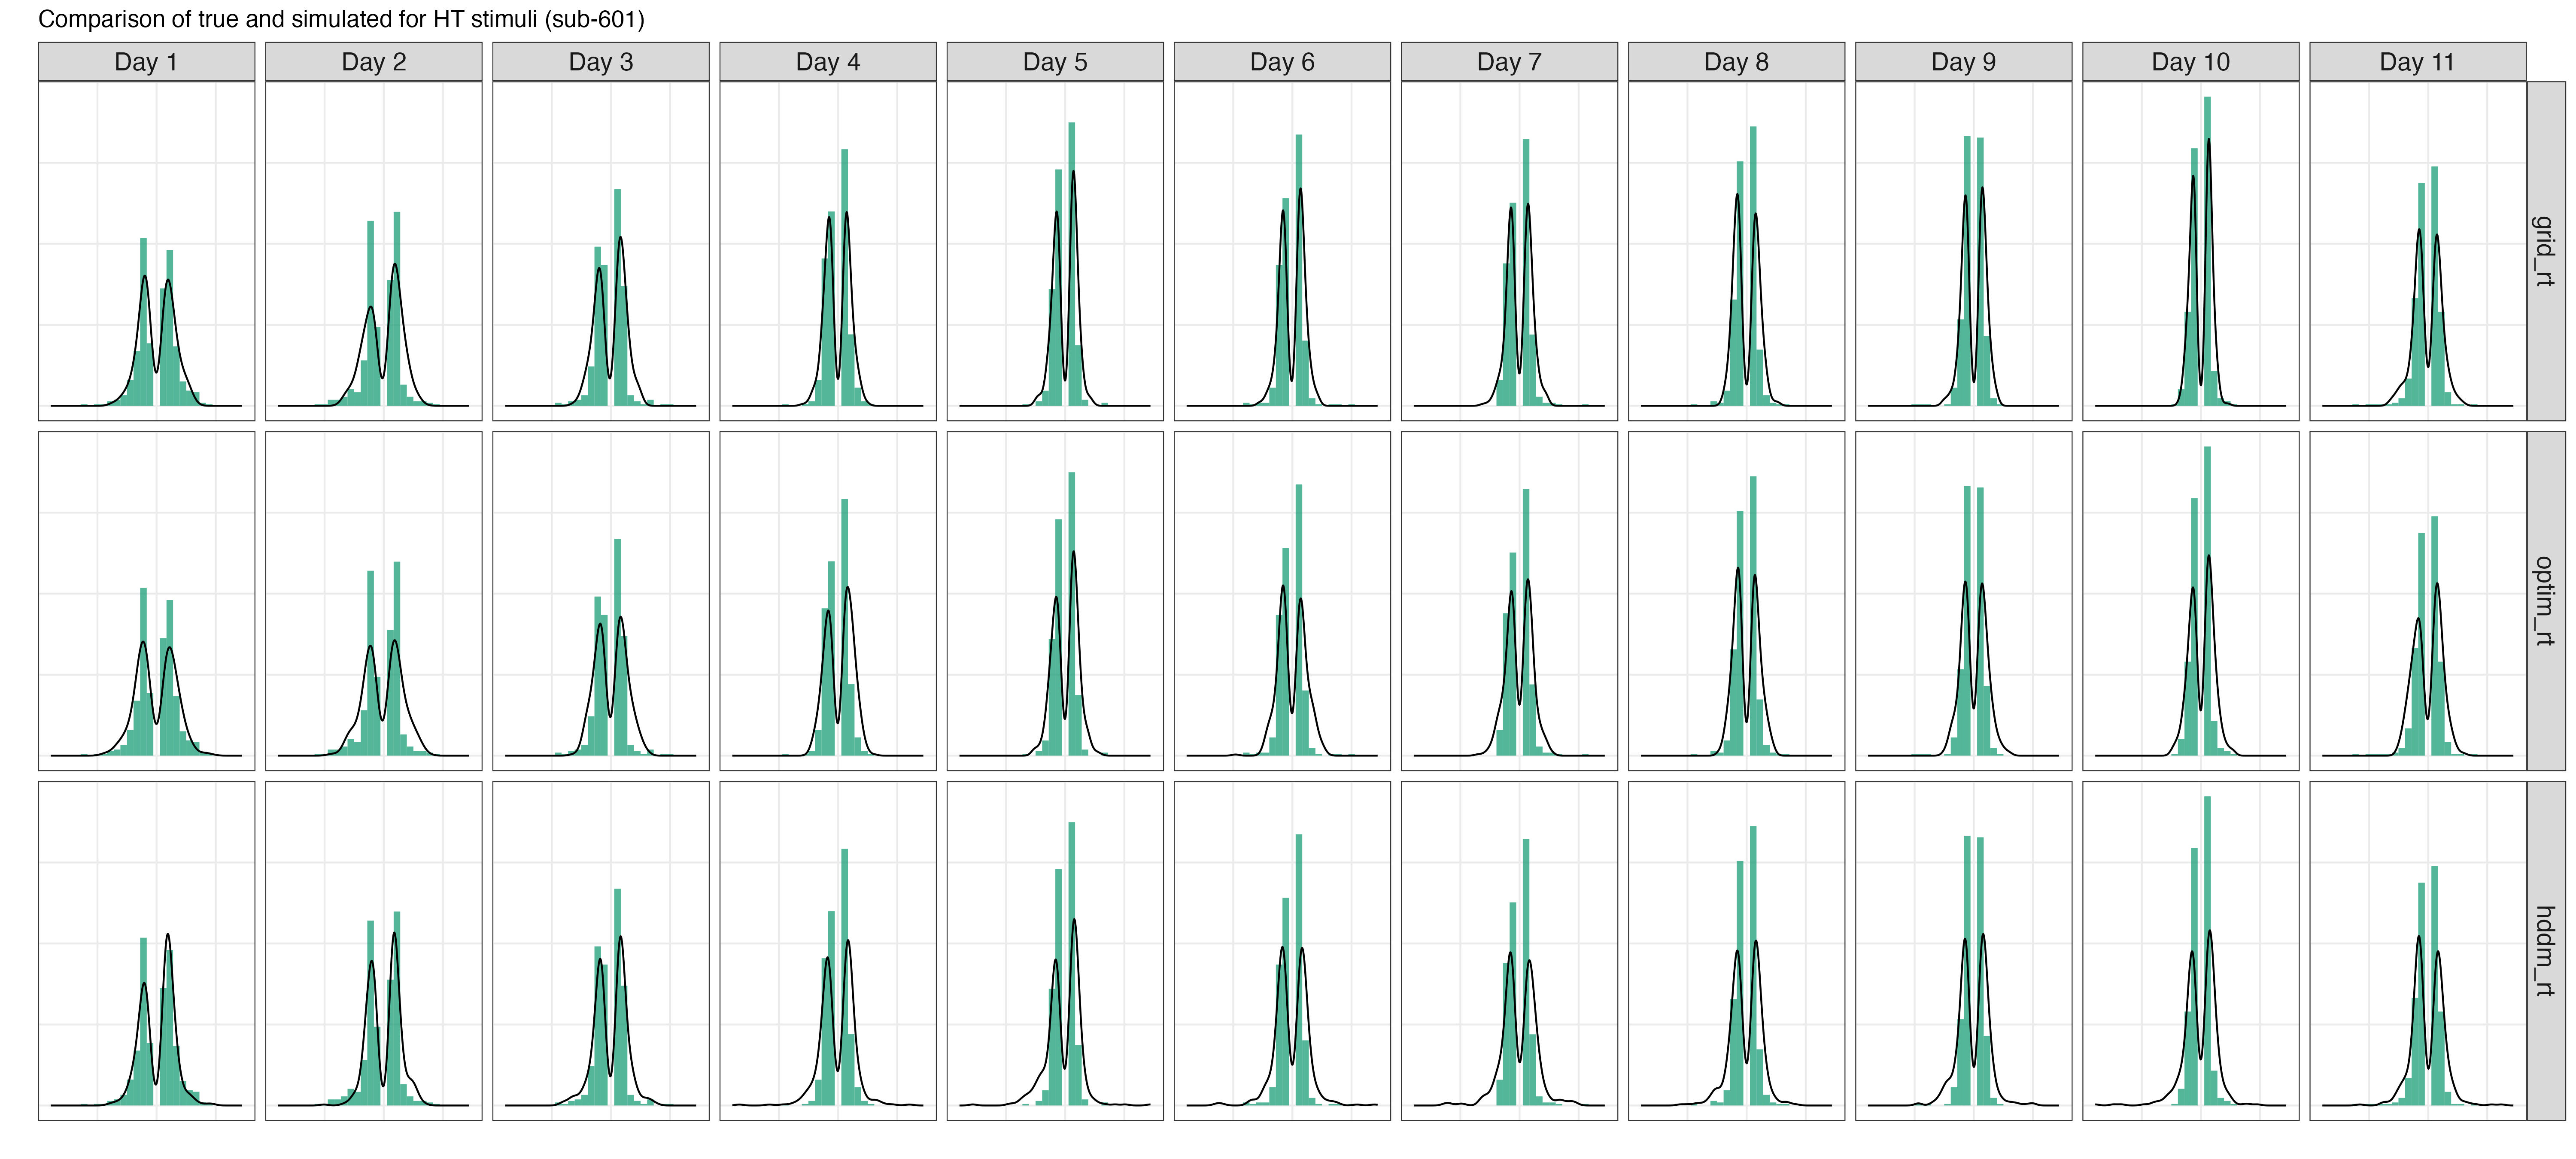 Comparison of true and simulated for HT stimuli (sub-601)
Day 1
Day 2
Day 3
Day 4
Day 5
Day 6
Day 7
Day 8
Day 9
Day 10
Day 11
grid_rt
optim_rt
hddm_rt